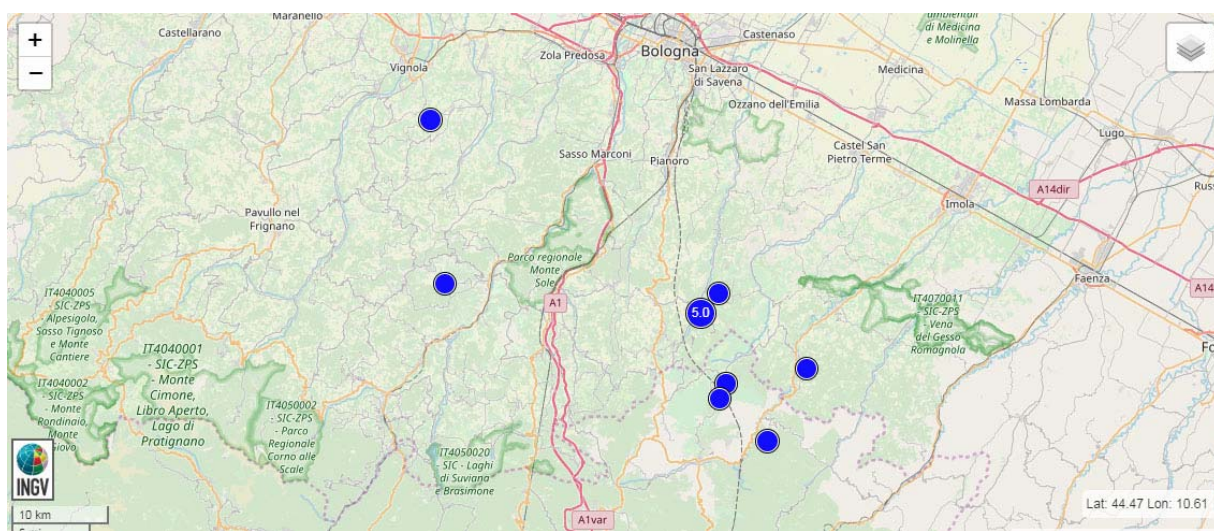 Maranello
Castellarano
ambientali
di Medicina
e Molinella
+
−
Zola Predosa
Bologna
Castenaso
Vignola
San Lazzaro
di Savena
Medicina
Ozzano dell'Emilia
Massa Lombarda
Lugo
Castel San
Pietro Terme
Sasso Marconi
Pianoro
A14dir
Russ
Imola
Pavullo nel
Frignano
Parco regionale
Monte
Sole
Faenza
A14
IT4040005
- SIC-ZPS -
Alpesigola,
Sasso Tignoso
e Monte
Cantiere
A1
5.0
IT4070011
- SIC-ZPS
- Vena
del Gesso
Romagnola
Fo
IT4040001
- SIC-ZPS
- Monte
Cimone,
Libro Aperto,
Lago di
Pratignano
IT4040002
- SIC-ZPS
- Monte
Rondinaio,
Monte
Giovo
IT4050002
- SIC-ZPS
- Parco
Regionale
Corno alle
Scale
IT4050020
- SIC - Laghi
di Suviana
e Brasimone
INGV
10 km
A1var
Lat: 44.47 Lon: 10.61